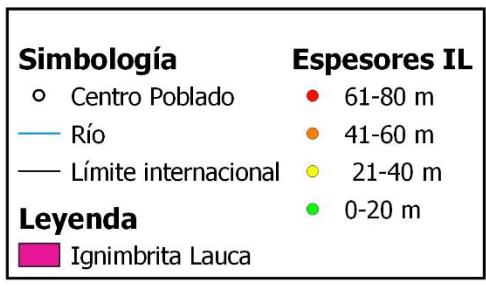 Simbología
Centro Poblado
Río
Límite internacional
Leyenda
Ignimbrita Lauca
Espesores IL
61-80 m
41-60 m
21-40 m
0-20 m